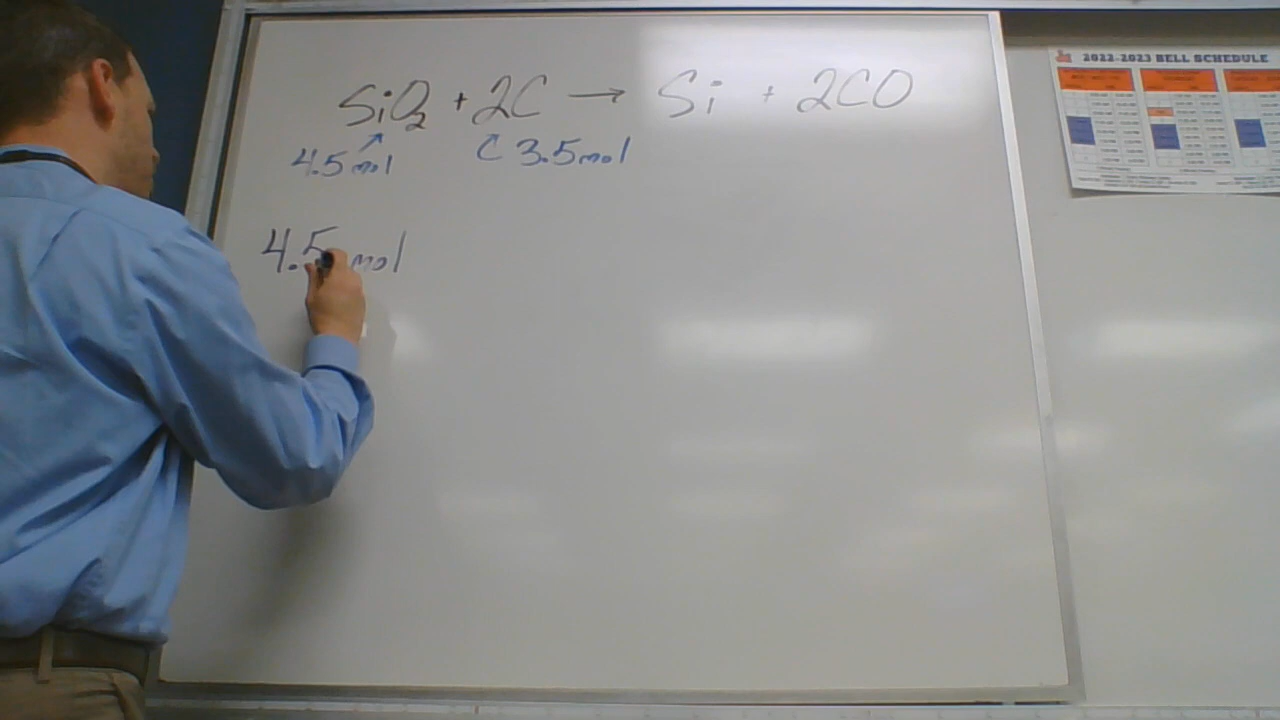 SiO₂ + 2C → Si + 2CO
4.5 mol 3.5 mol
4.5 mol
2022-2023 BELL SCHEDULE